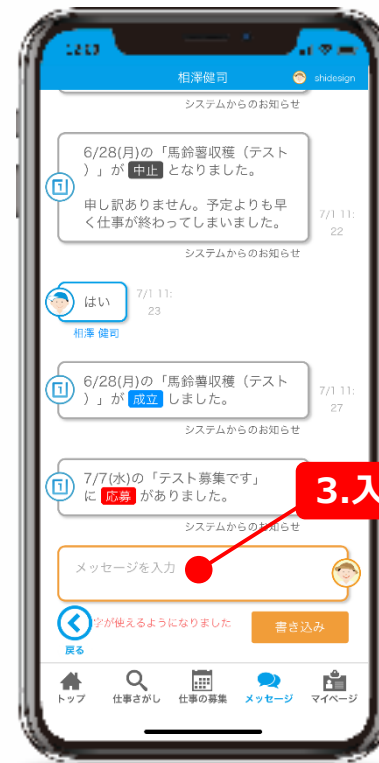 相澤健司
shidesign
システムからのお知らせ
6/28(月)の「馬鈴薯収穫（テスト
）」が 中止 となりました。
申し訳ありません。予定よりも早
く仕事が終わってしまいました。
7/1 11:
22
システムからのお知らせ
はい
7/1 11:
23
相澤 健司
6/28(月)の「馬鈴薯収穫（テスト
）」が 成立 しました。
7/1 11:
27
システムからのお知らせ
7/7(水)の「テスト募集です」
に 応募 がありました。
3.入
システムからのお知らせ
メッセージを入力
字が使えるようになりました
書き込み
戻る
トップ
仕事さがし
仕事の募集
メッセージ
マイページ